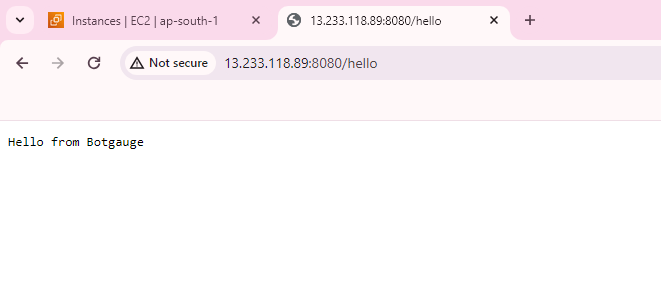 Instances | EC2 | ap-south-1
13.233.118.89:8080/hello
Not secure
13.233.118.89:8080/hello
Hello from Botgauge